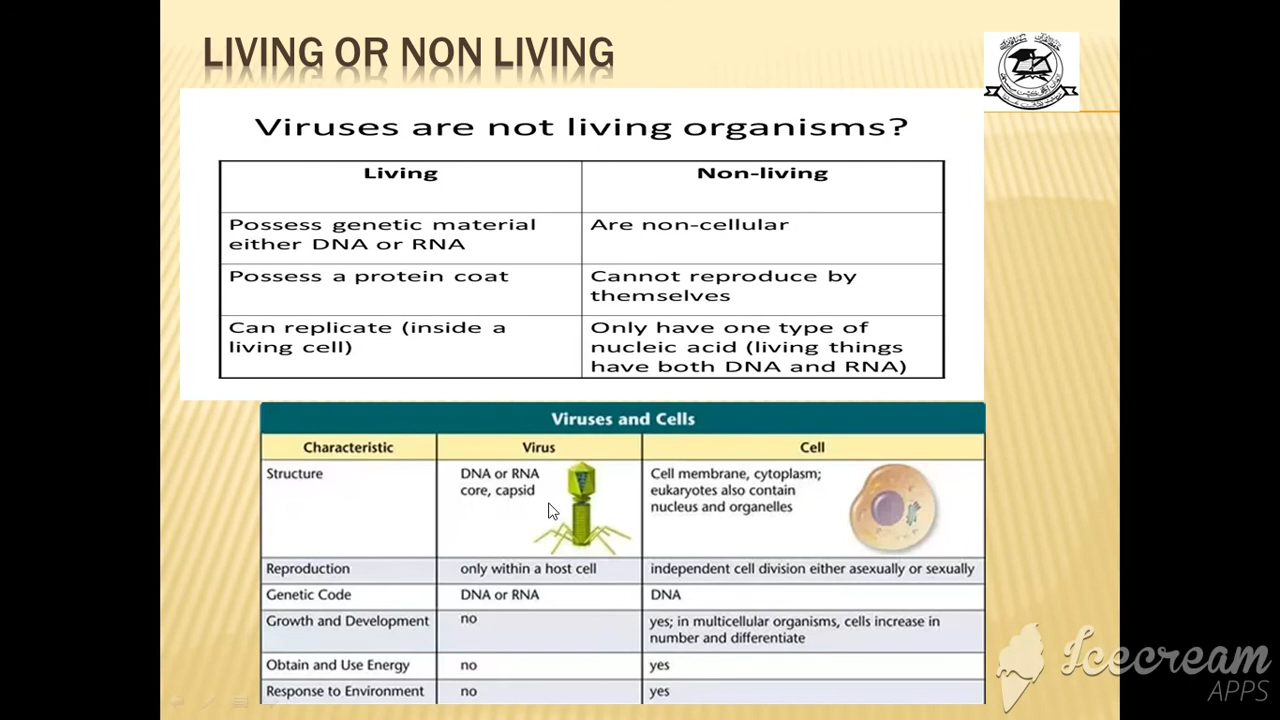 LIVING OR NON LIVING
Viruses are not living organisms?
Living
Non-living
Possess genetic material
either DNA or RNA
Are non-cellular
Possess a protein coat
Cannot reproduce by
themselves
Can replicate (inside a
living cell)
Only have one type of
nucleic acid (living things
have both DNA and RNA)
Viruses and Cells
Characteristic
Virus
Cell
Structure
DNA or RNA
core, capsid
Cell membrane, cytoplasm;
eukaryotes also contain
nucleus and organelles
Reproduction
only within a host cell
independent cell division either asexually or sexually
Genetic Code
DNA or RNA
DNA
Growth and Development
no
yes; in multicellular organisms, cells increase in
number and differentiate
Obtain and Use Energy
no
yes
Response to Environment
no
yes
Icecream
APPS